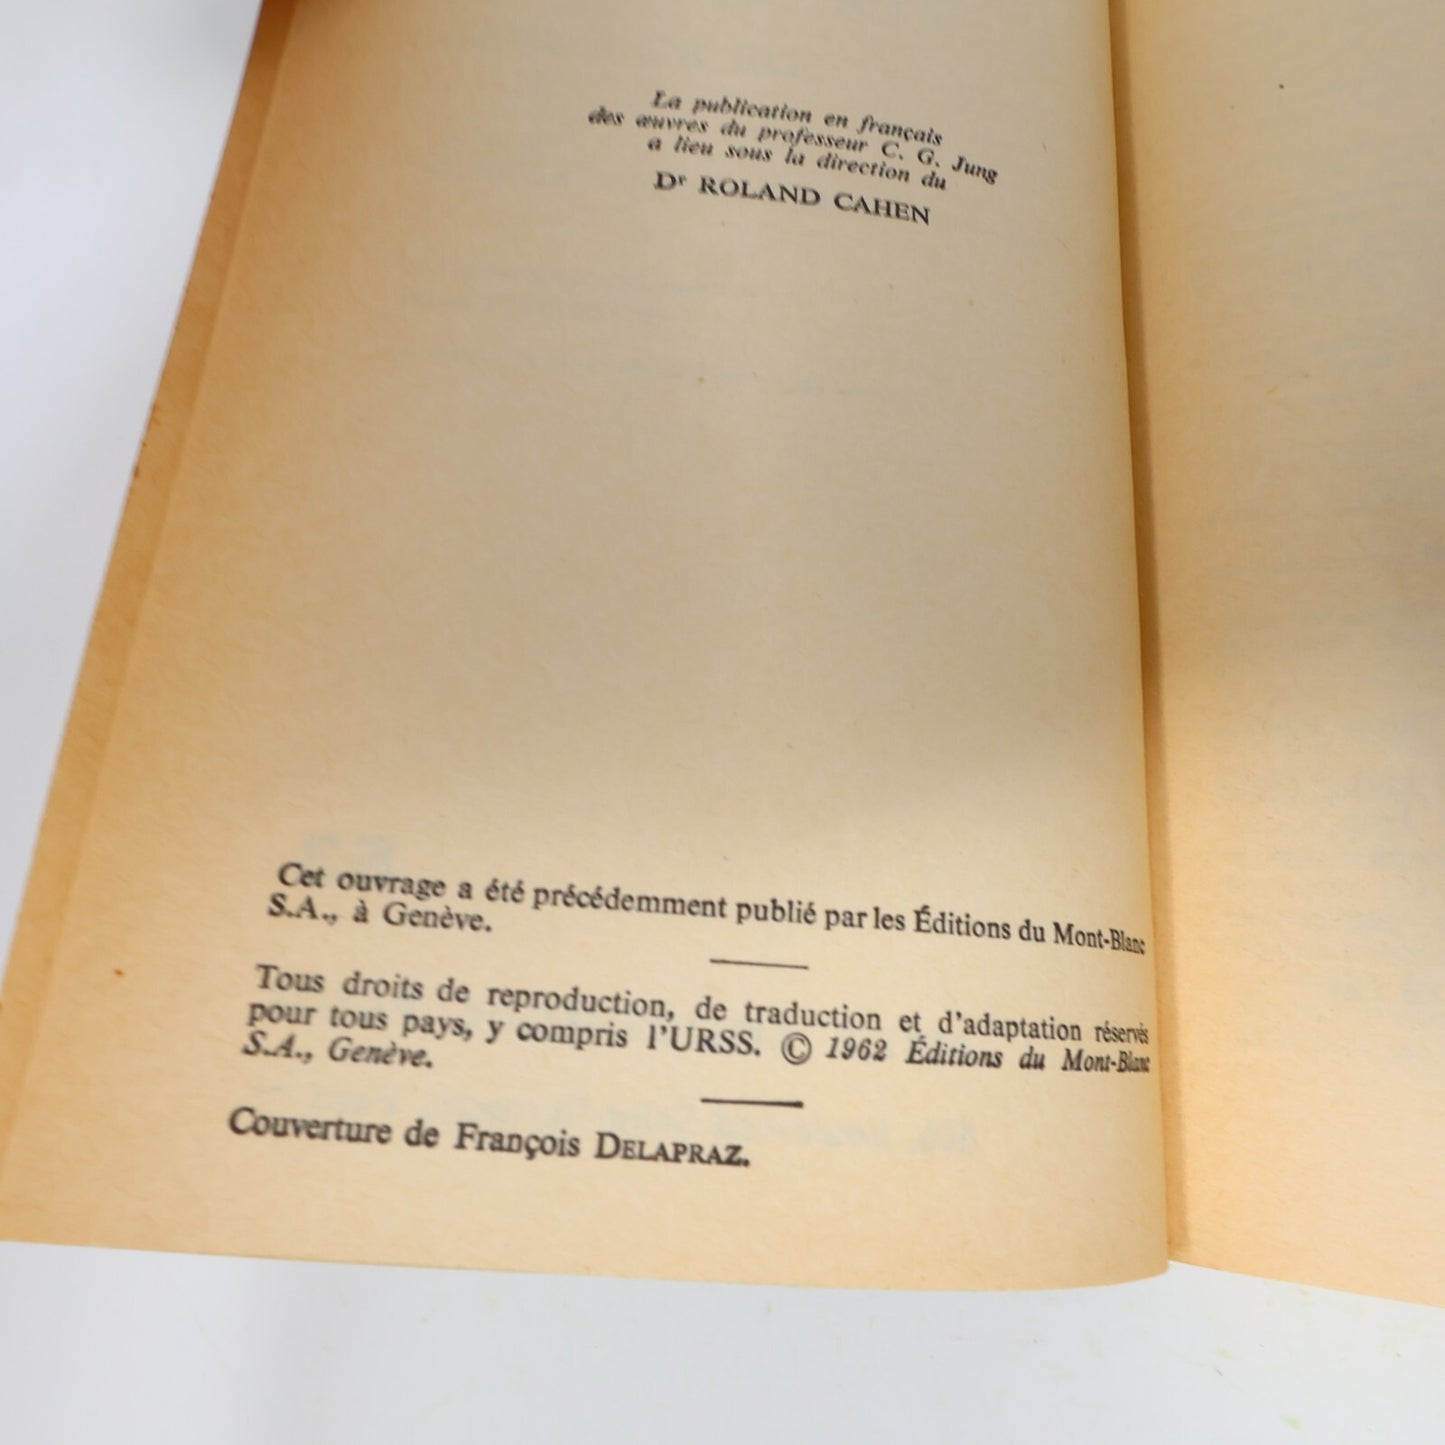 La publication en français
des œuvres du professeur C. G. Jung
a lieu sous la direction du
Dr ROLAND CAHEN
Cet ouvrage a été précédemment publié par les Éditions du Mont-Blanc
S.A., à Genève.
Tous droits de reproduction, de traduction et d'adaptation réservés
pour tous pays, y compris l'URSS. © 1962 Éditions du Mont-Blanc
S.A., Genève.
Couverture de François DELAPRAZ.